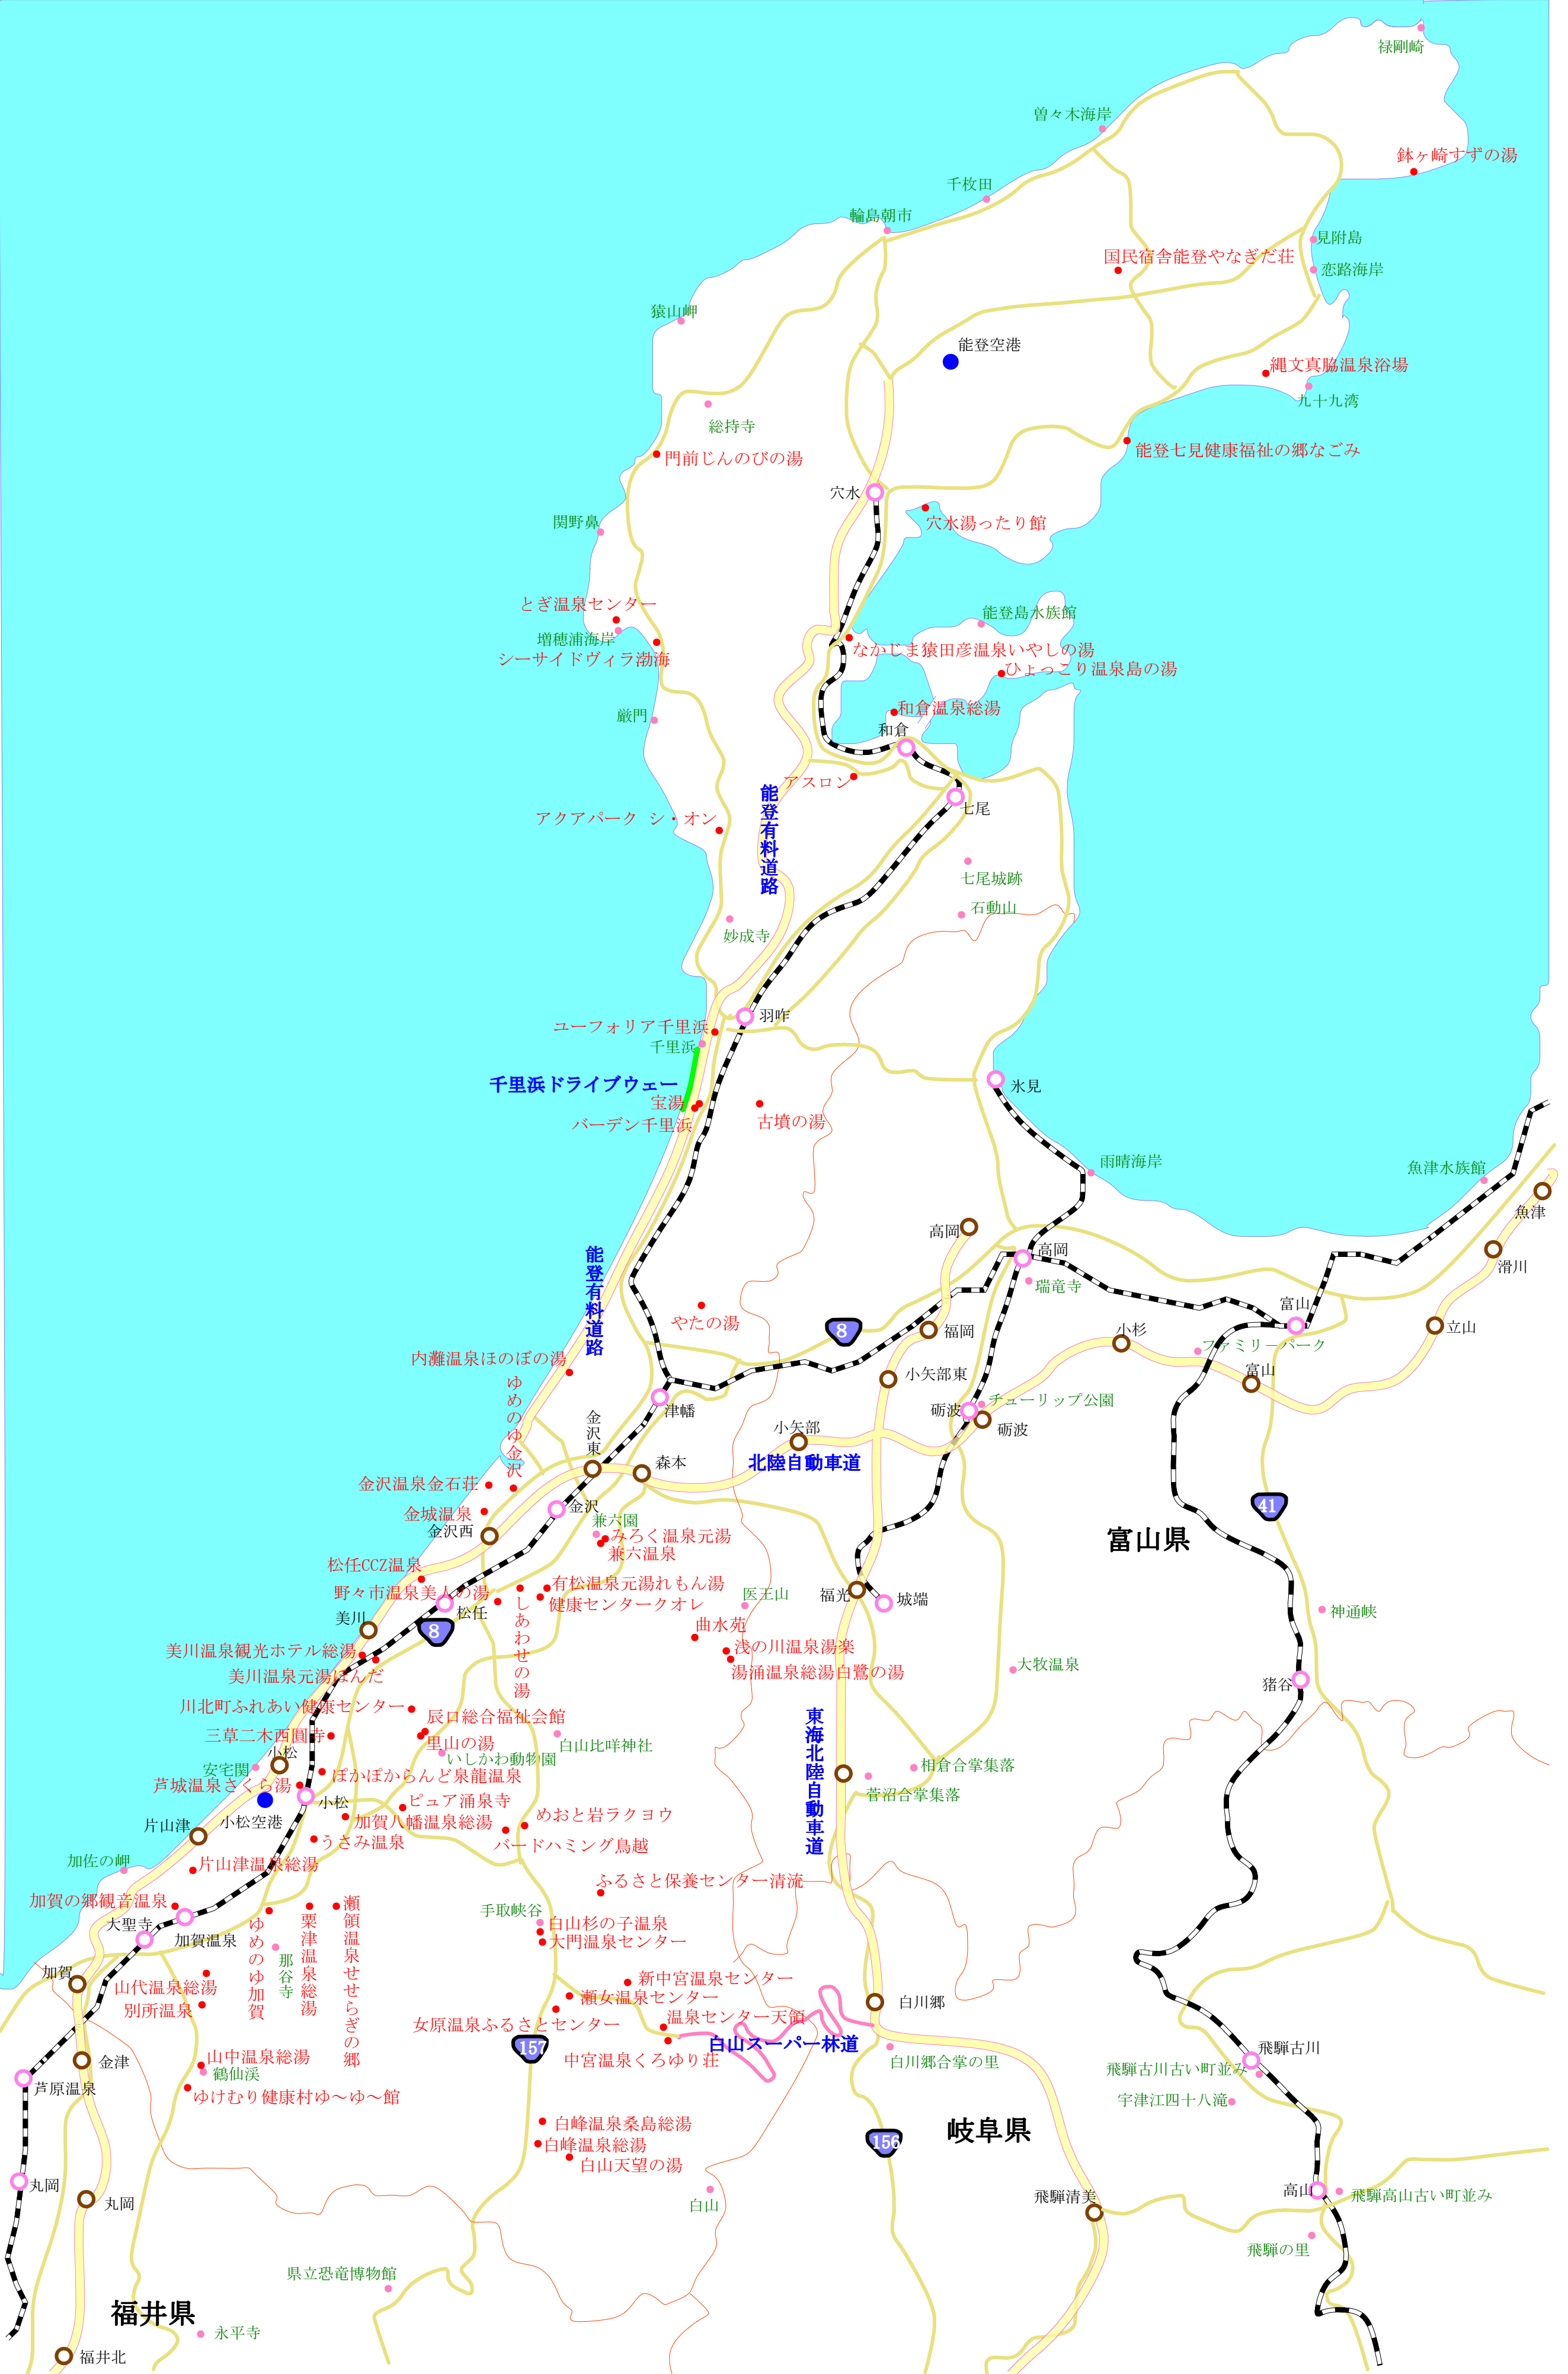 禄剛崎
曽々木海岸
鉢ヶ崎すずの湯
千枚田
輪島朝市
見附島
国民宿舎能登やなぎだ荘
恋路海岸
猿山岬
能登空港
縄文真脇温泉浴場
九十九湾
総持寺
能登七見健康福祉の郷なごみ
門前じんのびの湯
穴水
関野鼻
穴水湯ったり館
とぎ温泉センター
能登島水族館
増穂浦海岸
なかじま猿田彦温泉いやしの湯
シーサイドヴィラ渤海
ひょっこり温泉島の湯
和倉温泉総湯
厳門
和倉
アスロン
能登有料道路
七尾
アクアパーク シ・オン
七尾城跡
石動山
妙成寺
羽咋
ユーフォリア千里浜
千里浜
千里浜ドライブウェー
氷見
宝湯
古墳の湯
バーデン千里浜
雨晴海岸
魚津水族館
魚津
高岡
高岡
能登有料道路
滑川
瑞竜寺
富山
やたの湯
8
福岡
小杉
立山
ファミリーパーク
内灘温泉ほのぼの湯
小矢部東
富山
ゆめのゆ金沢
チューリップ公園
津幡
砺波
砺波
金沢東
小矢部
北陸自動車道
森本
金沢温泉金石荘
41
金城温泉
金沢
金沢西
兼六園
みろく温泉元湯
富山県
兼六温泉
松任CCZ温泉
有松温泉元湯れもん湯
野々市温泉美人の湯
医王山
福光
城端
健康センタークオレ
松任
しあわせの湯
神通峡
美川
8
曲水苑
美川温泉観光ホテル総湯
浅の川温泉湯楽
大牧温泉
湯涌温泉総湯白鷺の湯
美川温泉元湯ほんだ
猪谷
川北町ふれあい健康センター
辰口総合福祉会館
東海北陸自動車道
三草二木西圓寺
里山の湯
白山比咩神社
小松
いしかわ動物園
安宅関
相倉合掌集落
ぽかぽからんど泉龍温泉
芦城温泉さくら湯
菅沼合掌集落
小松
ピュア涌泉寺
小松空港
加賀八幡温泉総湯
めおと岩ラクヨウ
片山津
うさみ温泉
バードハミング鳥越
加佐の岬
片山津温泉総湯
ふるさと保養センター清流
加賀の郷観音温泉
手取峡谷
大聖寺
白山杉の子温泉
加賀温泉
大門温泉センター
ゆめのゆ加賀
那谷寺
粟津温泉総湯
瀬領温泉せせらぎの郷
加賀
山代温泉総湯
新中宮温泉センター
瀬女温泉センター
白川郷
別所温泉
女原温泉ふるさとセンター
温泉センター天領
白山スーパー林道
157
中宮温泉くろゆり荘
白川郷合掌の里
飛騨古川
金津
山中温泉総湯
鶴仙渓
飛騨古川古い町並み
芦原温泉
ゆけむり健康村ゆ～ゆ～館
宇津江四十八滝
白峰温泉桑島総湯
岐阜県
156
白峰温泉総湯
白山天望の湯
丸岡
丸岡
白山
飛騨清美
高山
飛騨高山古い町並み
飛騨の里
県立恐竜博物館
福井県
永平寺
福井北